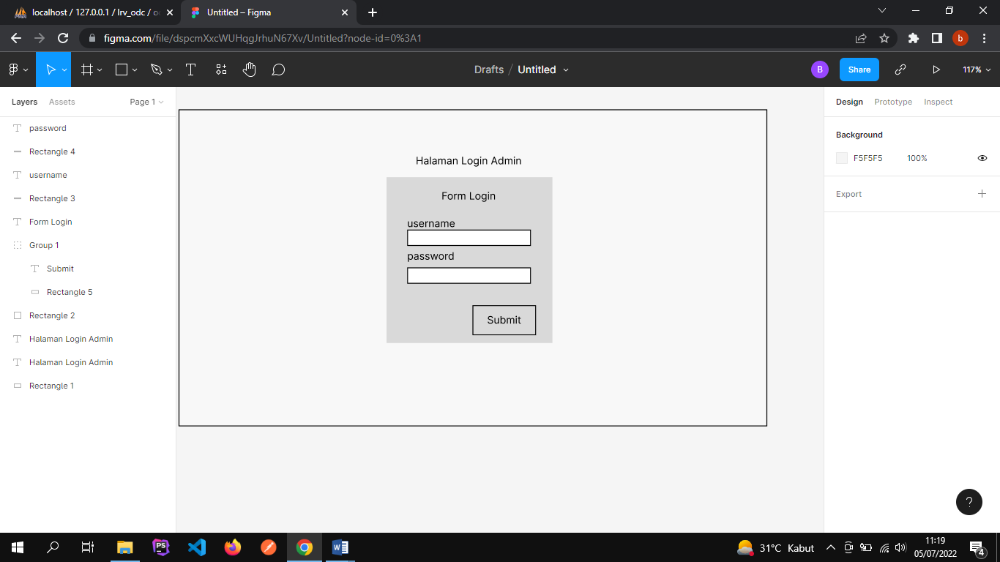 localhost / 127.0.0.1 / lrv_odc / o
Untitled – Figma
figma.com/file/dspcmXxcWUHqgJrhuN67Xv/Untitled?node-id=0%3A1
b
Drafts / Untitled
B
Share
117%
Layers
Assets
Page 1
Design
Prototype
Inspect
password
Rectangle 4
username
Rectangle 3
Form Login
Group 1
Submit
Rectangle 5
Rectangle 2
Halaman Login Admin
Halaman Login Admin
Rectangle 1
Halaman Login Admin
Form Login
username
password
Submit
Background
F5F5F5
100%
Export
?
PS
W
31°C Kabut
11:19
05/07/2022
4